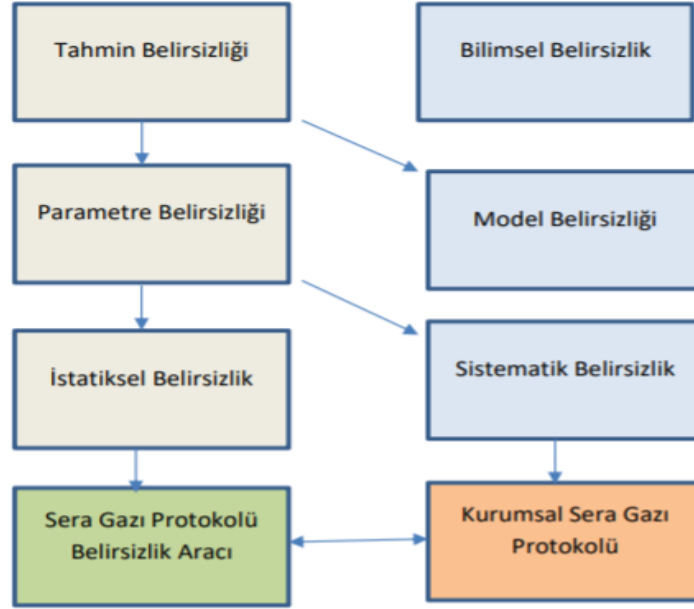 Tahmin Belirsizliği
Bilimsel Belirsizlik
Parametre Belirsizliği
Model Belirsizliği
İstatiksel Belirsizlik
Sistematik Belirsizlik
Sera Gazı Protokolü
Belirsizlik Aracı
Kurumsal Sera Gazı
Protokolü